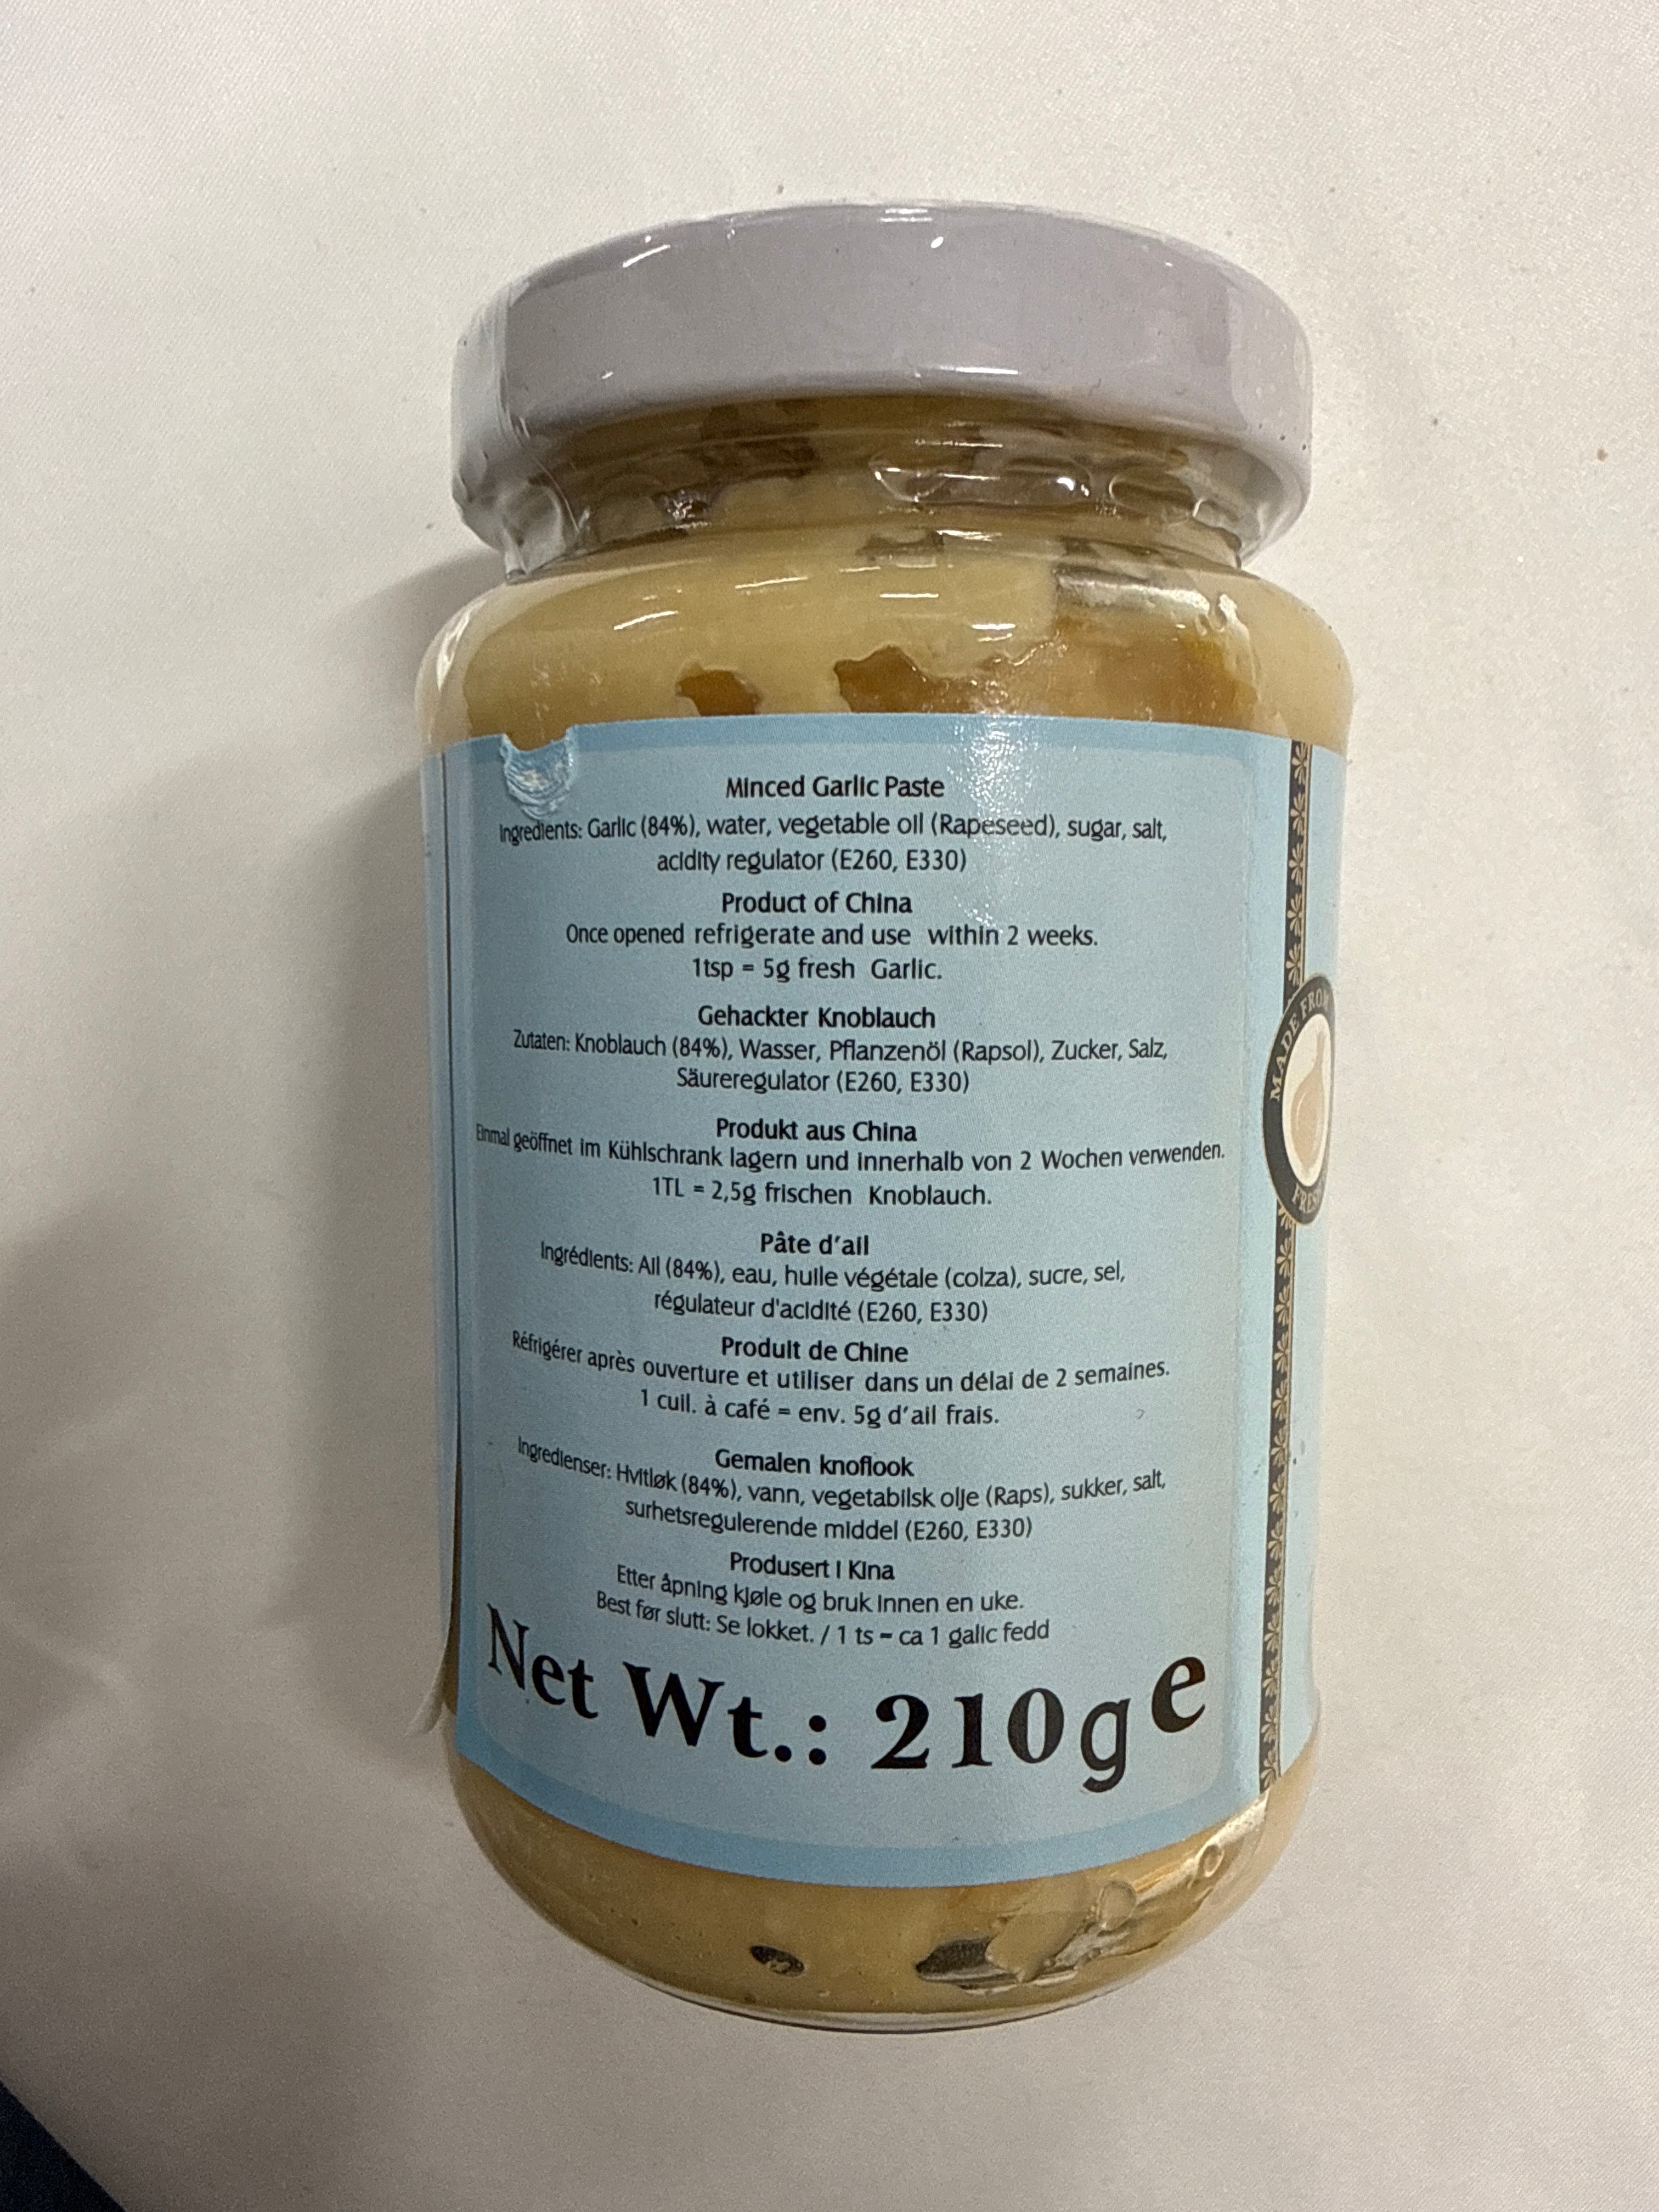 Minced Garlic Paste
Ingredients: Garlic (84%), water, vegetable oil (Rapeseed), sugar, salt,
acidity regulator (E260, E330)
Product of China
Once opened refrigerate and use within 2 weeks.
1tsp = 5g fresh Garlic.
Gehackter Knoblauch
Zutaten: Knoblauch (84%), Wasser, Pflanzenöl (Rapsol), Zucker, Salz,
Säureregulator (E260, E330)
Produkt aus China
Einmal geöffnet im Kühlschrank lagern und innerhalb von 2 Wochen verwenden.
1TL = 2,5g frischen Knoblauch.
Pâte d'ail
Ingrédients: Ail (84%), eau, huile végétale (colza), sucre, sel,
régulateur d'acidité (E260, E330)
Produit de Chine
Réfrigérer après ouverture et utiliser dans un délai de 2 semaines.
1 cuil. à café = env. 5g d'ail frais.
Gemalen knoflook
Ingredienser: Hvitløk (84%), vann, vegetabilsk olje (Raps), sukker, salt,
surhetsregulerende middel (E260, E330)
Produsert i Kina
Etter åpning kjøle og bruk innen en uke.
Best før slutt: Se lokket. / 1 ts = ca 1 galic fedd
Net Wt.: 210g e
MADE FROM